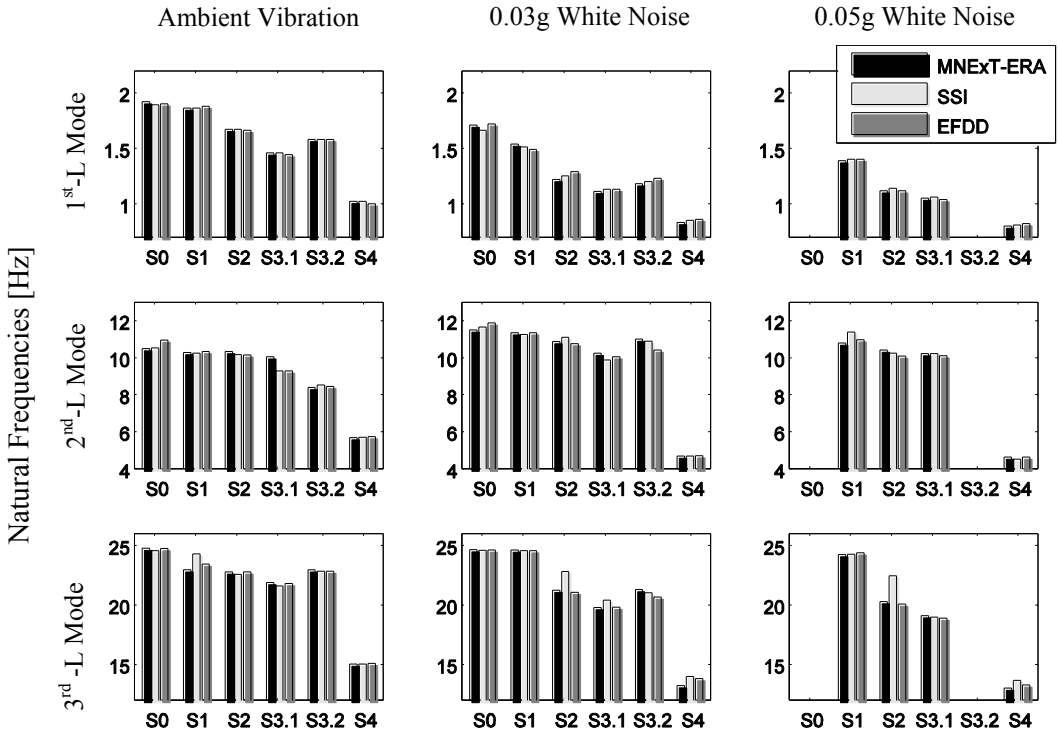 Ambient Vibration 0.03g White Noise 0.05g White Noise
MNExT-ERA
SSI
EFDD
Natural Frequencies [Hz]
1st-L Mode
2 1.5 1
S0 S1 S2 S3.1 S3.2 S4
2 1.5 1
S0 S1 S2 S3.1 S3.2 S4
2 1.5 1
S0 S1 S2 S3.1 S3.2 S4
2nd-L Mode
12 10 8 6 4
S0 S1 S2 S3.1 S3.2 S4
12 10 8 6 4
S0 S1 S2 S3.1 S3.2 S4
12 10 8 6 4
S0 S1 S2 S3.1 S3.2 S4
3rd -L Mode
25 20 15
S0 S1 S2 S3.1 S3.2 S4
25 20 15
S0 S1 S2 S3.1 S3.2 S4
25 20 15
S0 S1 S2 S3.1 S3.2 S4